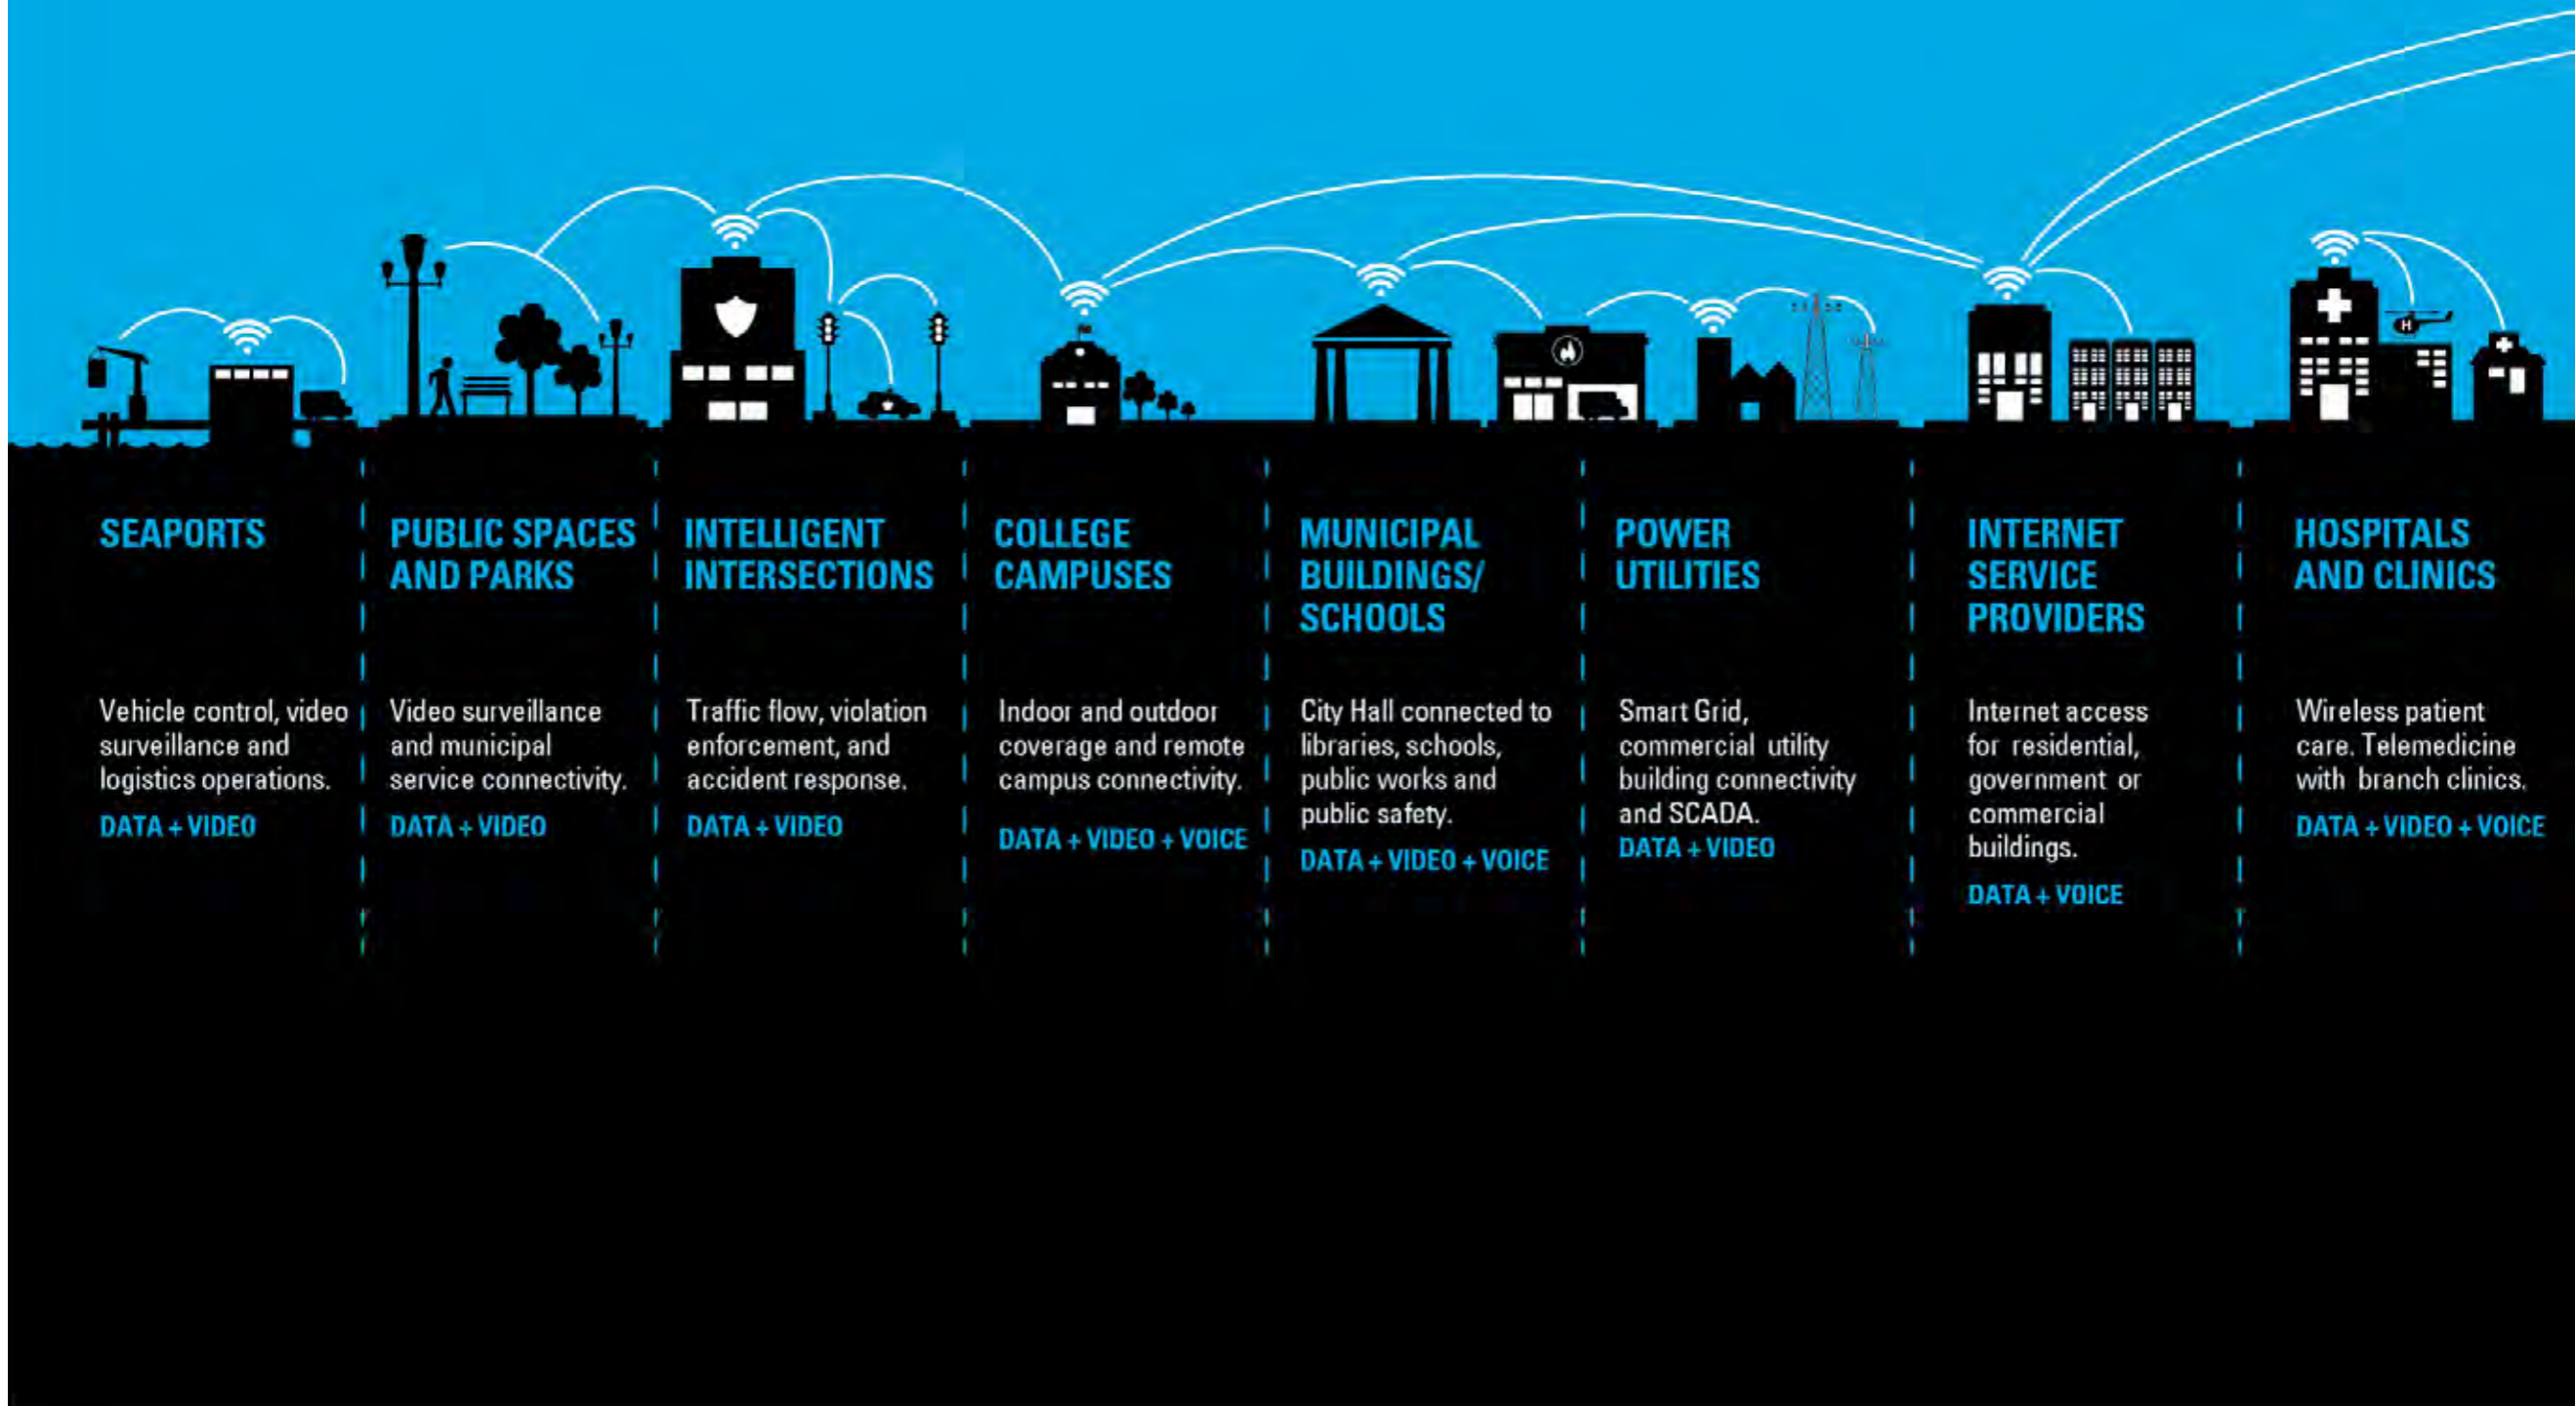 H
SEAPORTS
Vehicle control, video
surveillance and
logistics operations.
DATA + VIDEO
PUBLIC SPACES
AND PARKS
Video surveillance
and municipal
service connectivity.
DATA + VIDEO
INTELLIGENT
INTERSECTIONS
Traffic flow, violation
enforcement, and
accident response.
DATA + VIDEO
COLLEGE
CAMPUSES
Indoor and outdoor
coverage and remote
campus connectivity.
DATA + VIDEO + VOICE
MUNICIPAL
BUILDINGS/
SCHOOLS
City Hall connected to
libraries, schools,
public works and
public safety.
DATA + VIDEO + VOICE
POWER
UTILITIES
Smart Grid,
commercial utility
building connectivity
and SCADA.
DATA + VIDEO
INTERNET
SERVICE
PROVIDERS
Internet access
for residential,
government or
commercial
buildings.
DATA + VOICE
HOSPITALS
AND CLINICS
Wireless patient
care. Telemedicine
with branch clinics.
DATA + VIDEO + VOICE